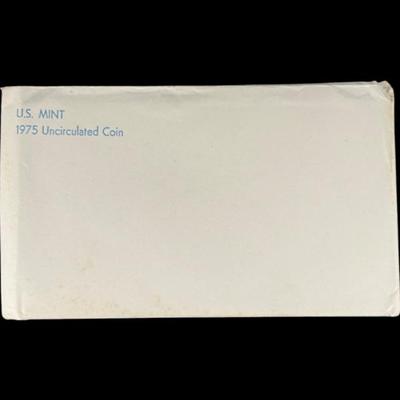 U.S. MINT
1975 Uncirculated Coin